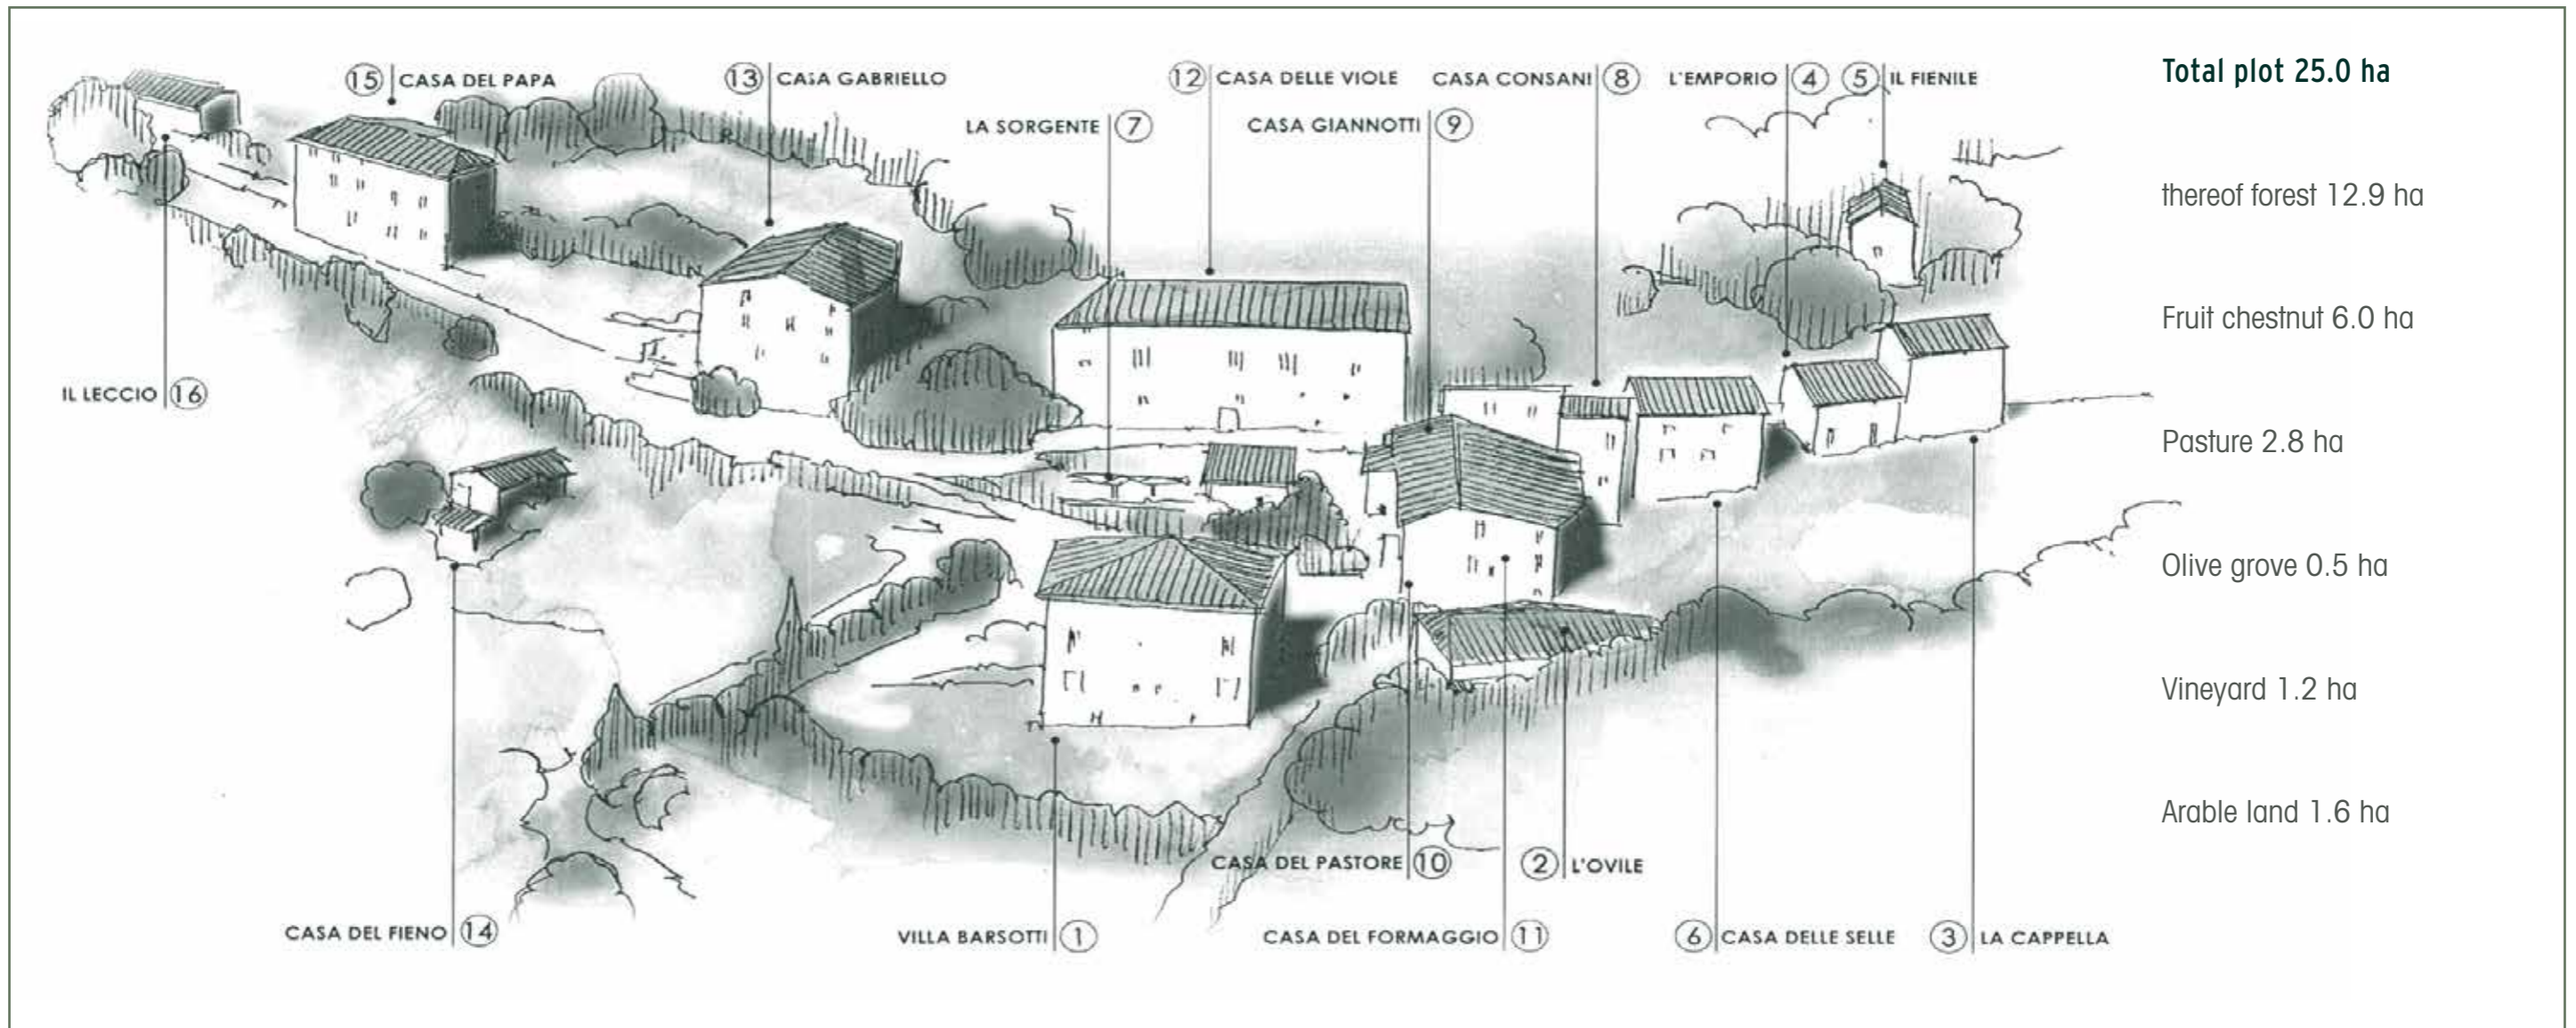 15 CASA DEL PAPA
13 CASA GABRIELLO
12 CASA DELLE VIOLE
CASA CONSANI 8
L'EMPORIO 4
5 IL FIENILE
LA SORGENTE 7
CASA GIANNOTTI 9
IL LECCIO 16
CASA DEL PASTORE 10
2 L'OVILE
CASA DEL FIENO 14
VILLA BARSOTTI 1
CASA DEL FORMAGGIO 11
6 CASA DELLE SELLE
3 LA CAPPELLA
Total plot 25.0 ha
thereof forest 12.9 ha
Fruit chestnut 6.0 ha
Pasture 2.8 ha
Olive grove 0.5 ha
Vineyard 1.2 ha
Arable land 1.6 ha